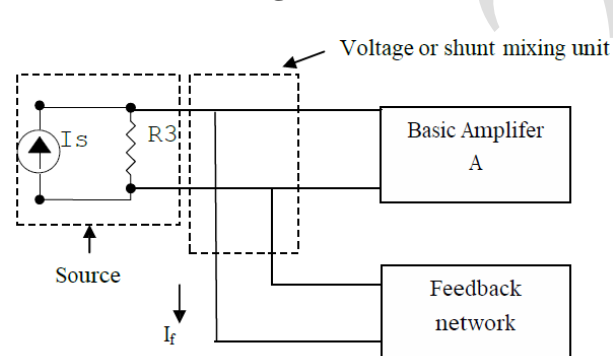 Voltage or shunt mixing unit
Is
R3
Basic Amplifer
A
Source
If
Feedback
network